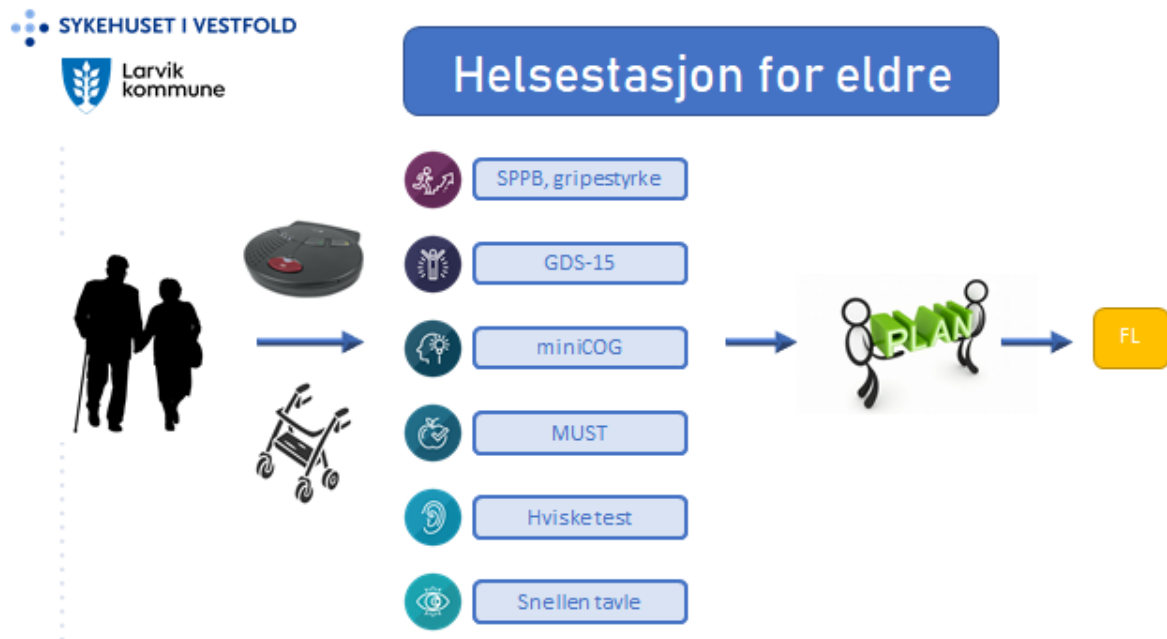 SYKEHUSET I VESTFOLD
Larvik
kommune
Helsestasjon for eldre
SPPB, gripestyrke
GDS-15
miniCOG
MUST
Hvisketest
Snellen tavle
PLAN
FL